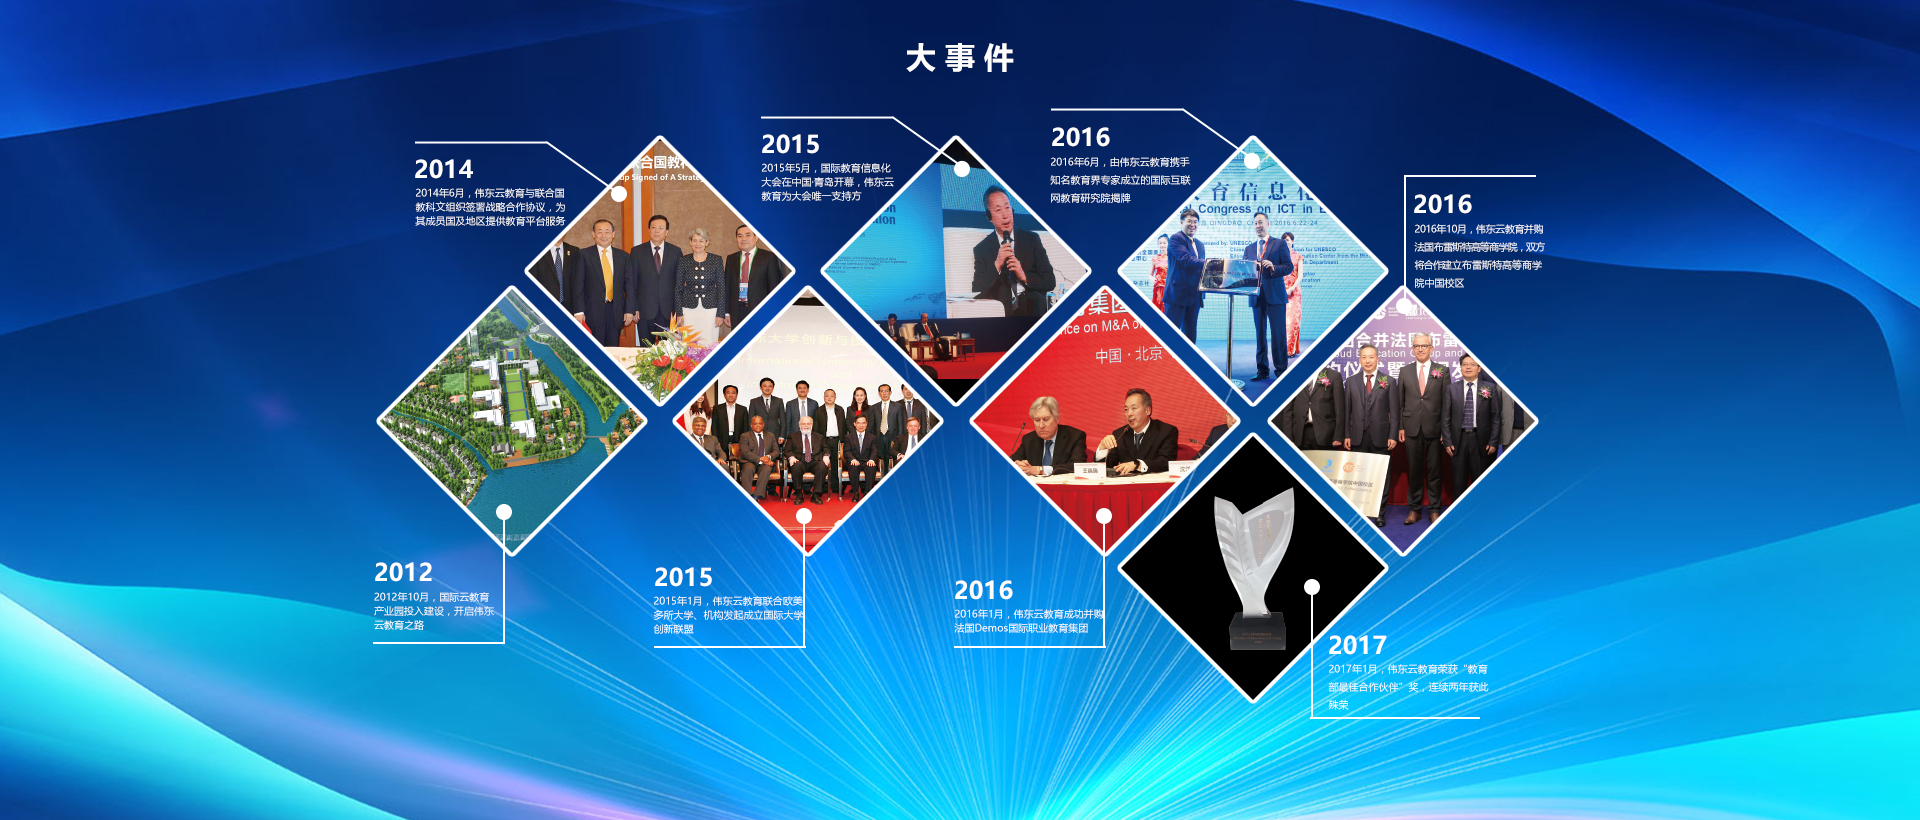 大事件
2014
2014年6月，伟东云教育与联合国
教科文组织签署战略合作协议，为
其成员国及地区提供教育平台服务
2015
2015年5月，国际教育信息化
大会在中国·青岛开幕，伟东云
教育为大会唯一支持方
2016
2016年6月，由伟东云教育携手
知名教育界专家成立的国际互联
网教育研究院揭牌
2016
2016年10月，伟东云教育并购
法国布雷斯特高等商学院，双方
将合作建立布雷斯特高等商学
院中国校区
合国教科
up Signed of A Strate
育信息化
Congress on ICT in E
QINGDAO, C
2016.6.22-24
际大学创新与
集团
nce on M&A o
中国·北京
合并法国布雷
oud Education Group and
2012
2012年10月，国际云教育
产业园投入建设，开启伟东
云教育之路
2015
2015年1月，伟东云教育联合欧美
多所大学、机构发起成立国际大学
创新联盟
2016
2016年1月，伟东云教育成功并购
法国Demos国际职业教育集团
2017
2017年1月，伟东云教育荣获“教育
部最佳合作伙伴”奖，连续两年获此
殊荣